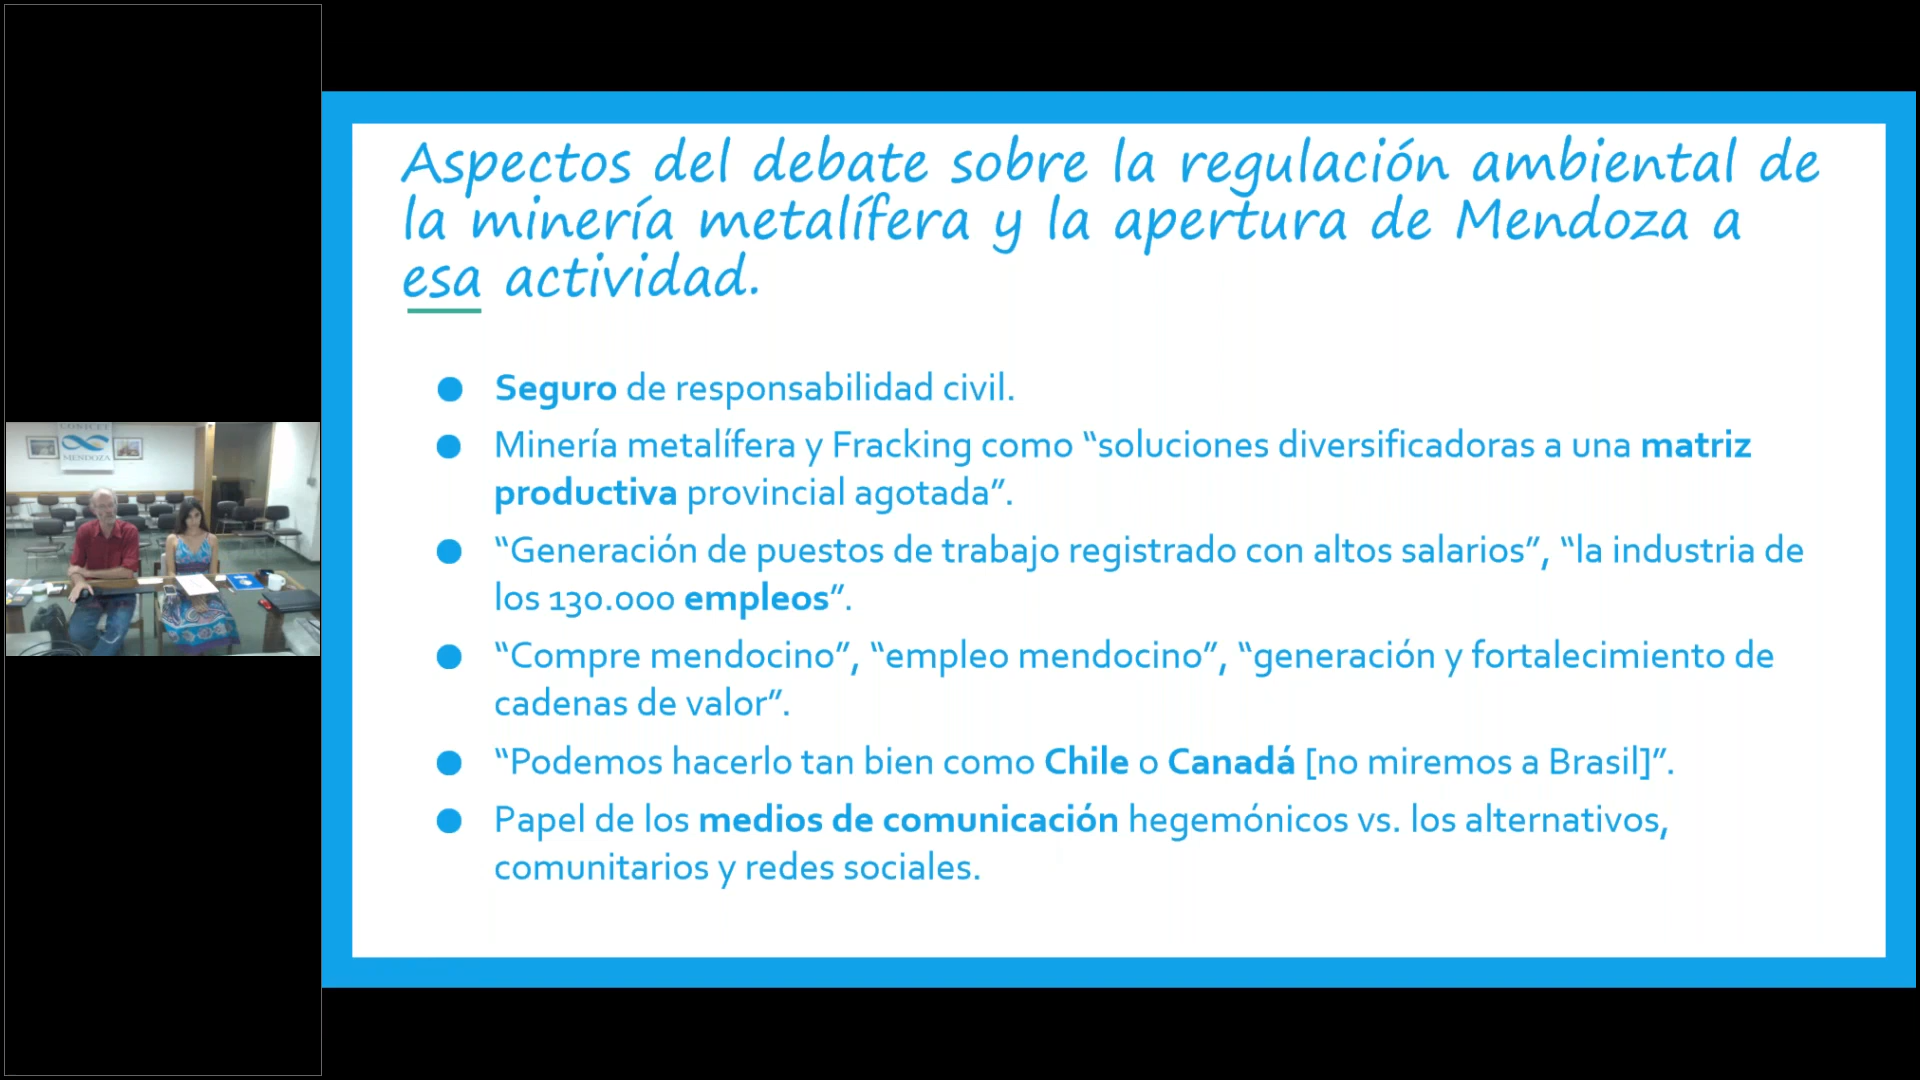 Aspectos del debate sobre la regulación ambiental de
la minería metalífera y la apertura de Mendoza a
esa actividad.
● Seguro de responsabilidad civil.
● Minería metalífera y Fracking como “soluciones diversificadoras a una matriz
productiva provincial agotada”.
● “Generación de puestos de trabajo registrado con altos salarios”, “la industria de
los 130.000 empleos”.
● “Compre mendocino”, “empleo mendocino”, “generación y fortalecimiento de
cadenas de valor”.
● “Podemos hacerlo tan bien como Chile o Canadá [no miremos a Brasil]”.
● Papel de los medios de comunicación hegemónicos vs. los alternativos,
comunitarios y redes sociales.
CONICET
MENDOZA